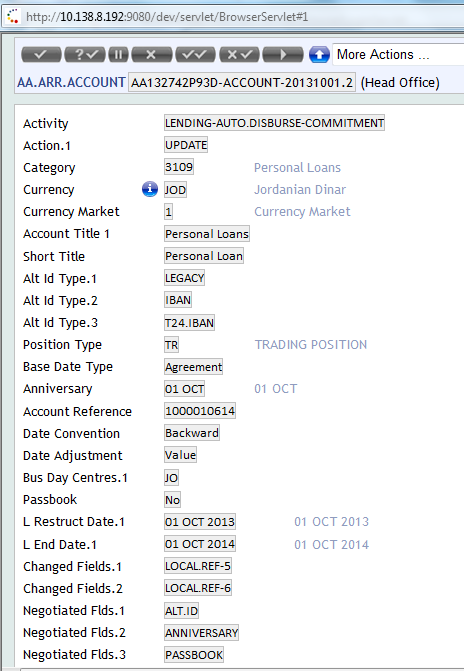 http://10.138.8.192:9080/dev/servlet/BrowserServlet#1
More Actions ...
AA.ARR.ACCOUNT AA132742P93D-ACCOUNT-20131001.2 (Head Office)
Activity LENDING-AUTO.DISBURSE-COMMITMENT
Action.1 UPDATE
Category 3109 Personal Loans
Currency JOD Jordanian Dinar
Currency Market 1 Currency Market
Account Title 1 Personal Loans
Short Title Personal Loan
Alt Id Type.1 LEGACY
Alt Id Type.2 IBAN
Alt Id Type.3 T24.IBAN
Position Type TR TRADING POSITION
Base Date Type Agreement
Anniversary 01 OCT 01 OCT
Account Reference 1000010614
Date Convention Backward
Date Adjustment Value
Bus Day Centres.1 JO
Passbook No
L Restruct Date.1 01 OCT 2013 01 OCT 2013
L End Date.1 01 OCT 2014 01 OCT 2014
Changed Fields.1 LOCAL.REF-5
Changed Fields.2 LOCAL.REF-6
Negotiated Flds.1 ALT.ID
Negotiated Flds.2 ANNIVERSARY
Negotiated Flds.3 PASSBOOK